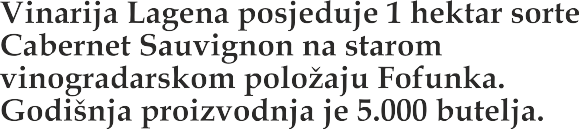 Vinarija Lagena posjeduje 1 hektar sorte
Cabernet Sauvignon na starom
vinogradarskom položaju Fofunka.
Godišnja proizvodnja je 5.000 butelja.